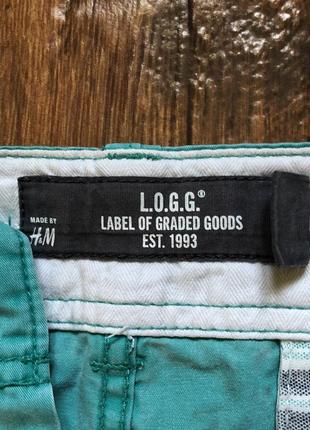 L.O.G.G.®
LABEL OF GRADED GOODS
EST. 1993
MADE BY
H&M